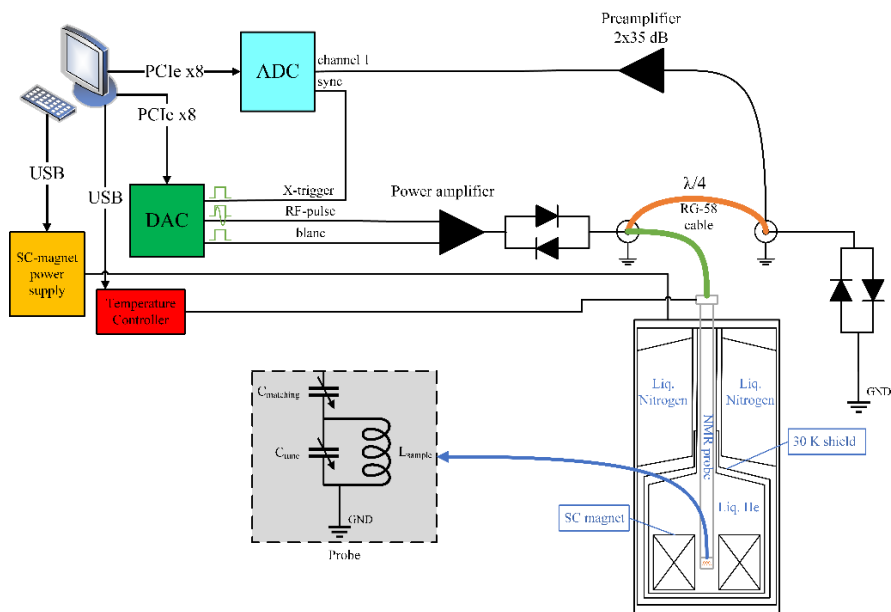 Preamplifier
2x35 dB
PCIe x8
ADC
channel 1
sync
PCIe x8
USB
USB
DAC
X-trigger
RF-pulse
blanc
Power amplifier
λ/4
RG-58
cable
SC-magnet
power
supply
Temperature
Controller
GND
Liq.
Nitrogen
Liq.
Nitrogen
NMR probe
30 K shield
Liq. He
SC magnet
Cmatching
Ctune
Lsample
GND
Probe